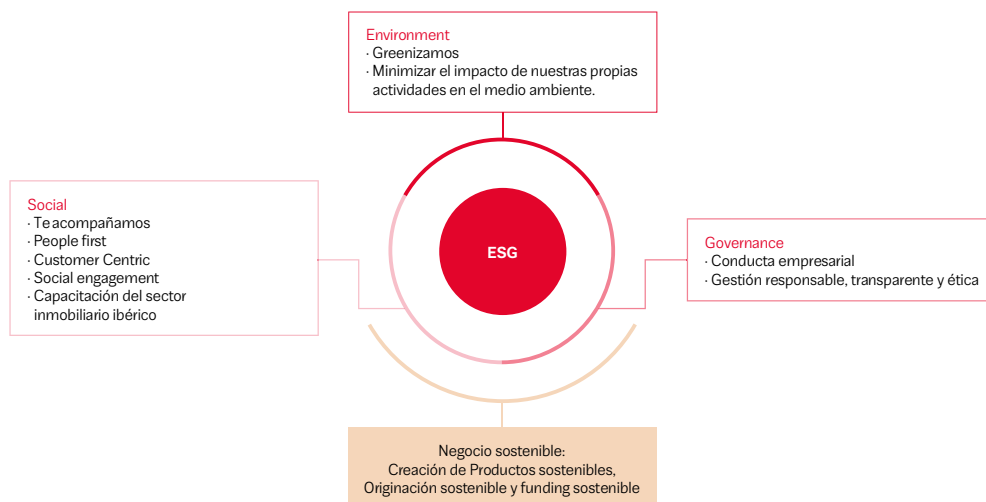 Environment
· Greenizamos
· Minimizar el impacto de nuestras propias
actividades en el medio ambiente.
Social
· Te acompañamos
· People first
· Customer Centric
· Social engagement
· Capacitación del sector
inmobiliario ibérico
ESG
Governance
· Conducta empresarial
· Gestión responsable, transparente y ética
Negocio sostenible:
Creación de Productos sostenibles,
Originación sostenible y funding sostenible